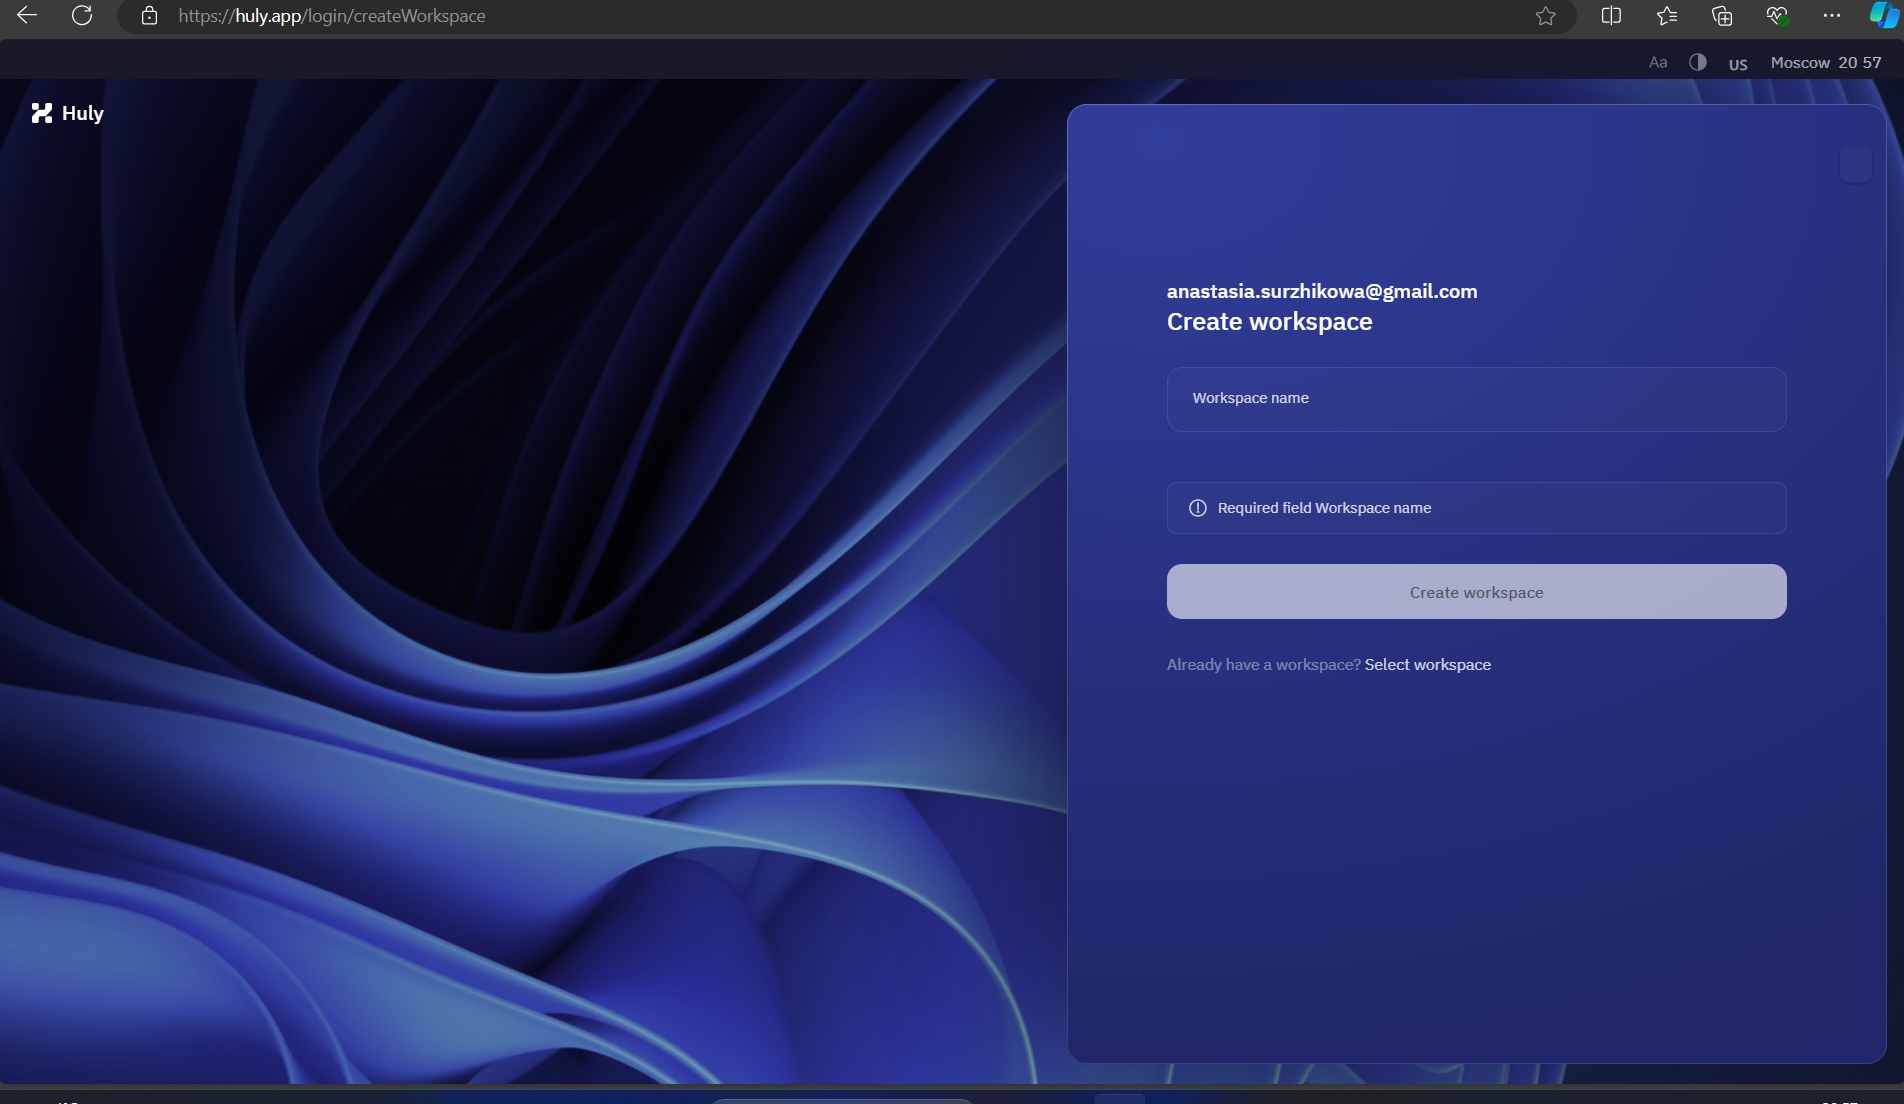 https://huly.app/login/createWorkspace
Aa US Moscow 20 57
Huly
anastasia.surzhikowa@gmail.com
Create workspace
Workspace name
Required field Workspace name
Create workspace
Already have a workspace? Select workspace